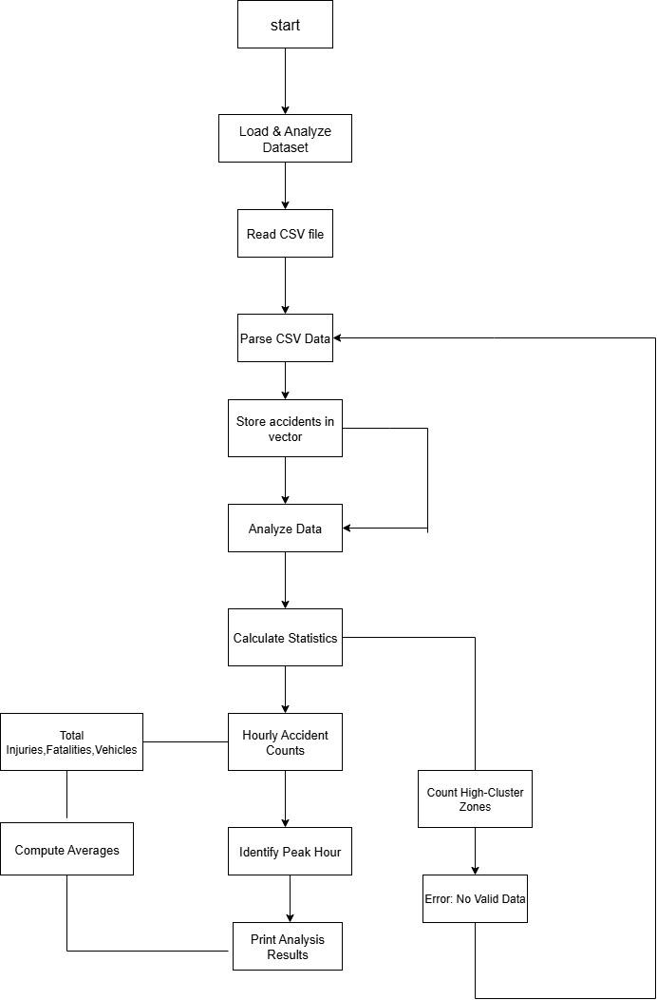 start
Load & Analyze
Dataset
Read CSV file
Parse CSV Data
Store accidents in
vector
Analyze Data
Calculate Statistics
Total
Injuries,Fatalities,Vehicles
Hourly Accident
Counts
Count High-Cluster
Zones
Compute Averages
Identify Peak Hour
Error: No Valid Data
Print Analysis
Results